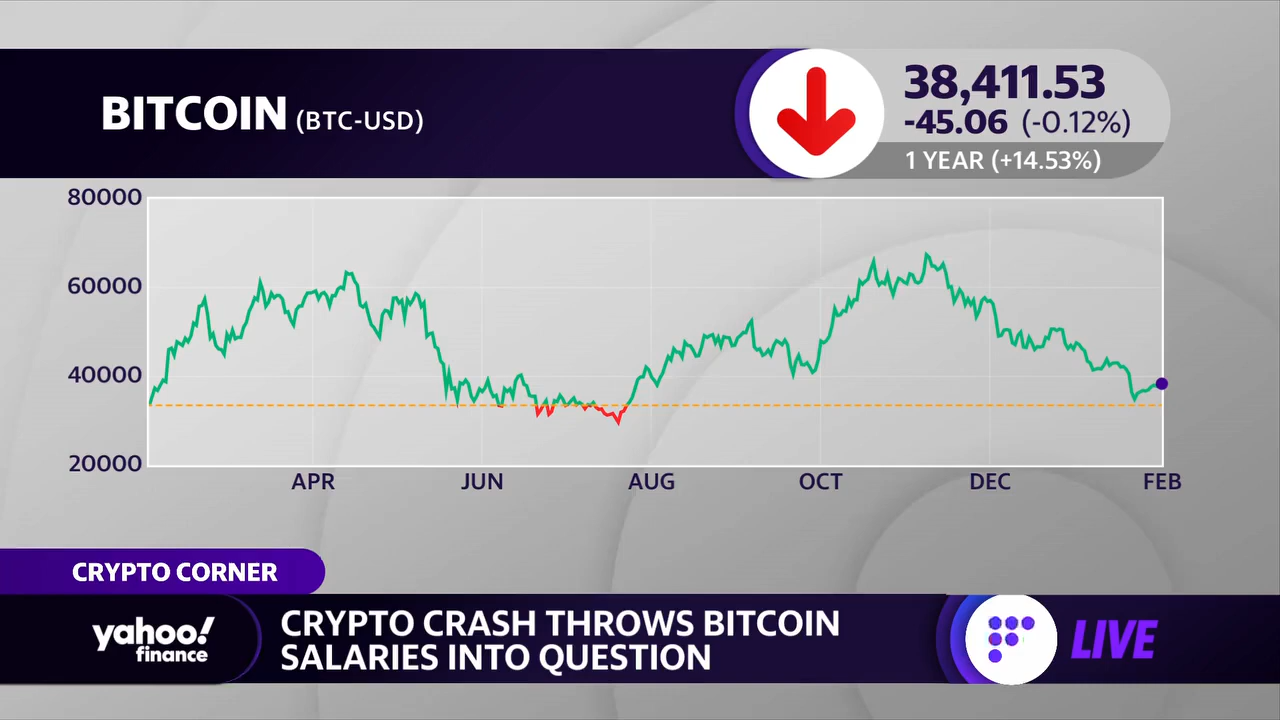 BITCOIN (BTC-USD)
38,411.53
-45.06 (-0.12%)
1 YEAR (+14.53%)
80000
60000
40000
20000
APR JUN AUG OCT DEC FEB
CRYPTO CORNER
yahoo!
finance
CRYPTO CRASH THROWS BITCOIN
SALARIES INTO QUESTION
LIVE